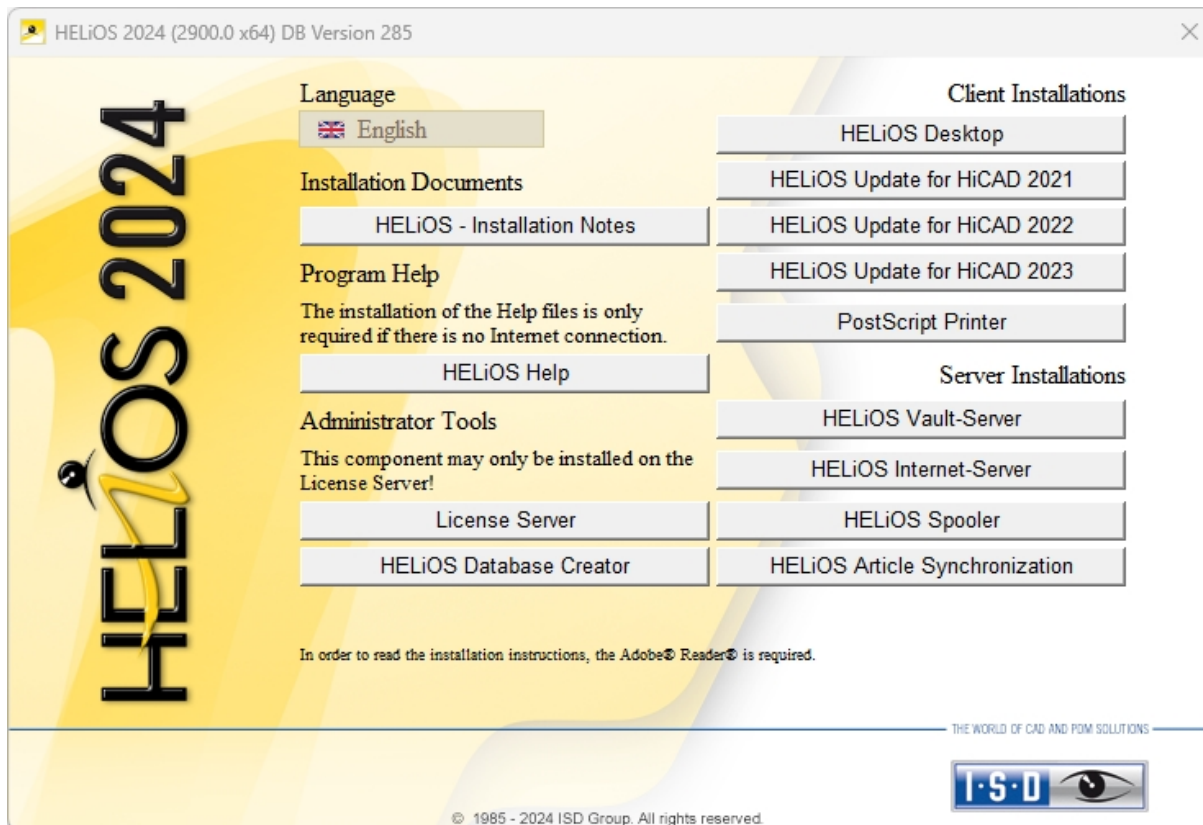 HELiOS 2024 (2900.0 x64) DB Version 285
HELiOS 2024
Language
English
Installation Documents
HELiOS - Installation Notes
Program Help
The installation of the Help files is only
required if there is no Internet connection.
HELiOS Help
Administrator Tools
This component may only be installed on the
License Server!
License Server
HELiOS Database Creator
Client Installations
HELiOS Desktop
HELiOS Update for HiCAD 2021
HELiOS Update for HiCAD 2022
HELiOS Update for HiCAD 2023
PostScript Printer
Server Installations
HELiOS Vault-Server
HELiOS Internet-Server
HELiOS Spooler
HELiOS Article Synchronization
In order to read the installation instructions, the Adobe® Reader® is required.
THE WORLD OF CAD AND PDM SOLUTIONS
I·S·D
© 1985 - 2024 ISD Group. All rights reserved.